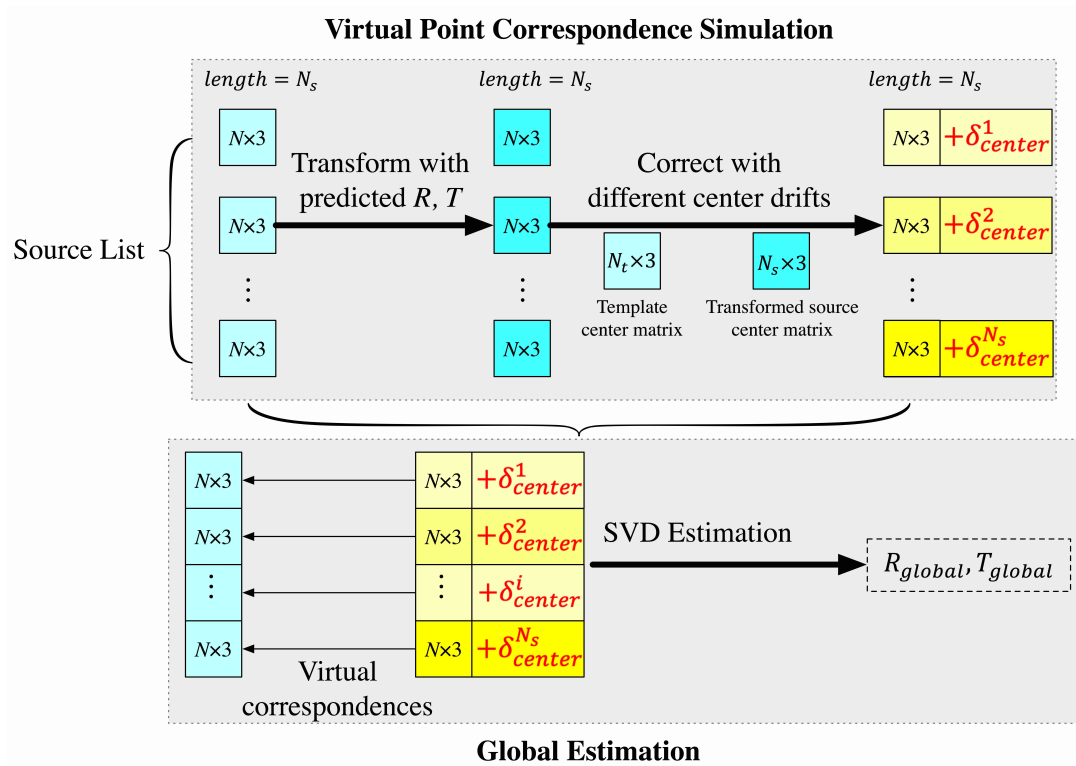 Virtual Point Correspondence Simulation
length = N_s length = N_s length = N_s
N×3 N×3 N×3 +δ^1_center
Transform with predicted R, T
Correct with different center drifts
N×3 N×3 N×3 +δ^2_center
Source List
N_t×3 N_s×3
⋮ ⋮ ⋮
Template center matrix
Transformed source center matrix
N×3 N×3 N×3 +δ^{N_s}_center
N×3 N×3 +δ^1_center
N×3 N×3 +δ^2_center
SVD Estimation
R_global, T_global
⋮ ⋮ +δ^i_center
N×3 N×3 +δ^{N_s}_center
Virtual
correspondences
Global Estimation